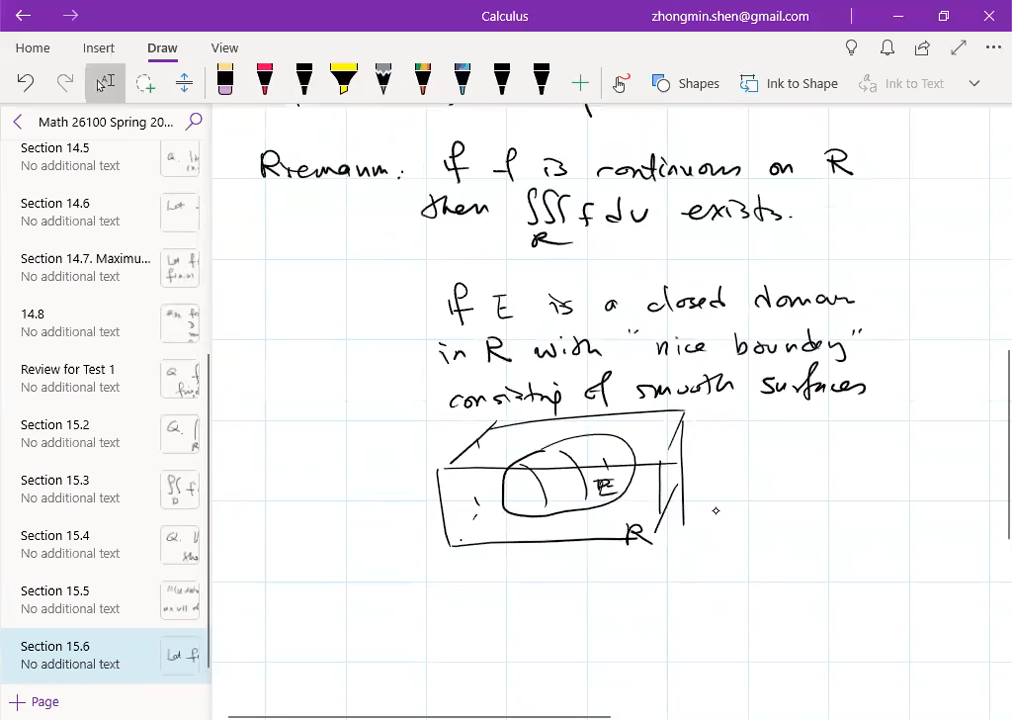 Calculus
zhongmin.shen@gmail.com
Home
Insert
Draw
View
Shapes
Ink to Shape
Ink to Text
Math 26100 Spring 20...
Section 14.5
No additional text
Section 14.6
No additional text
Section 14.7. Maximu...
No additional text
14.8
No additional text
Review for Test 1
No additional text
Section 15.2
No additional text
Section 15.3
No additional text
Section 15.4
No additional text
Section 15.5
No additional text
Section 15.6
No additional text
Page
Riemann. If f is continuous on R
then ∭_R f dv exists.
If E is a closed doman
in R with "nice boundy"
consisting of smooth surfaces
E
R